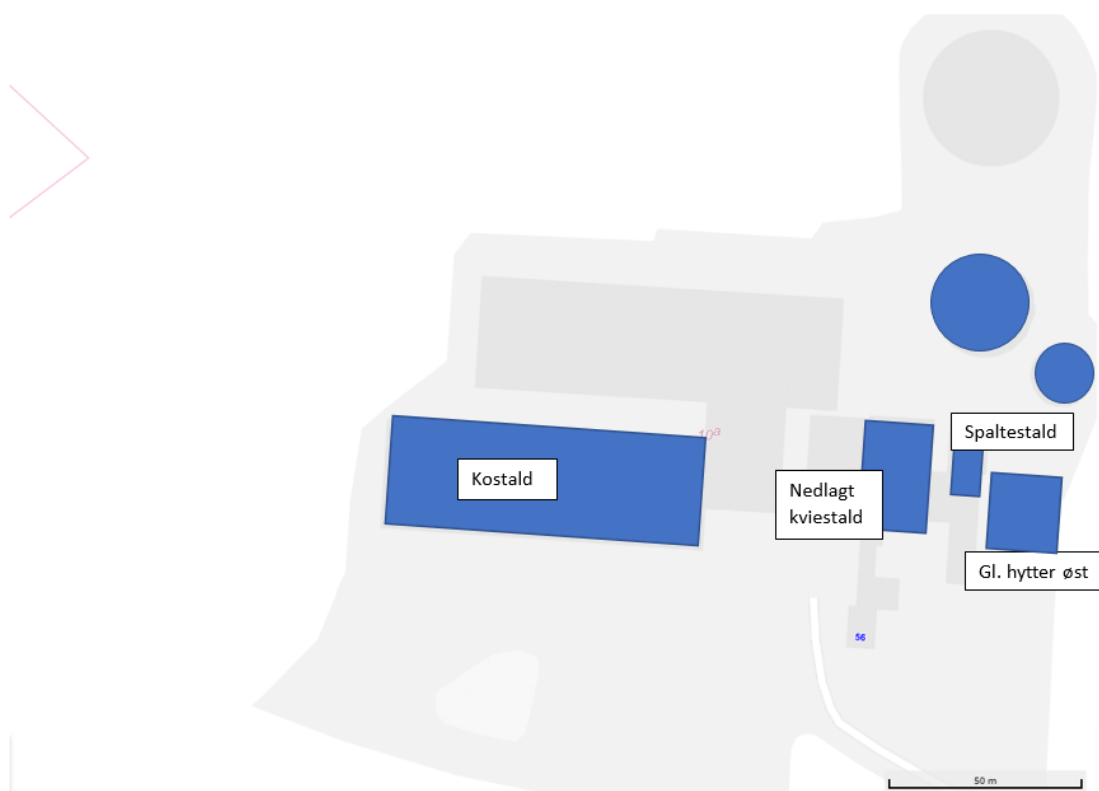 10a
Spaltestald
Kostald
Nedlagt
kviestald
Gl. hytter øst
56
50 m